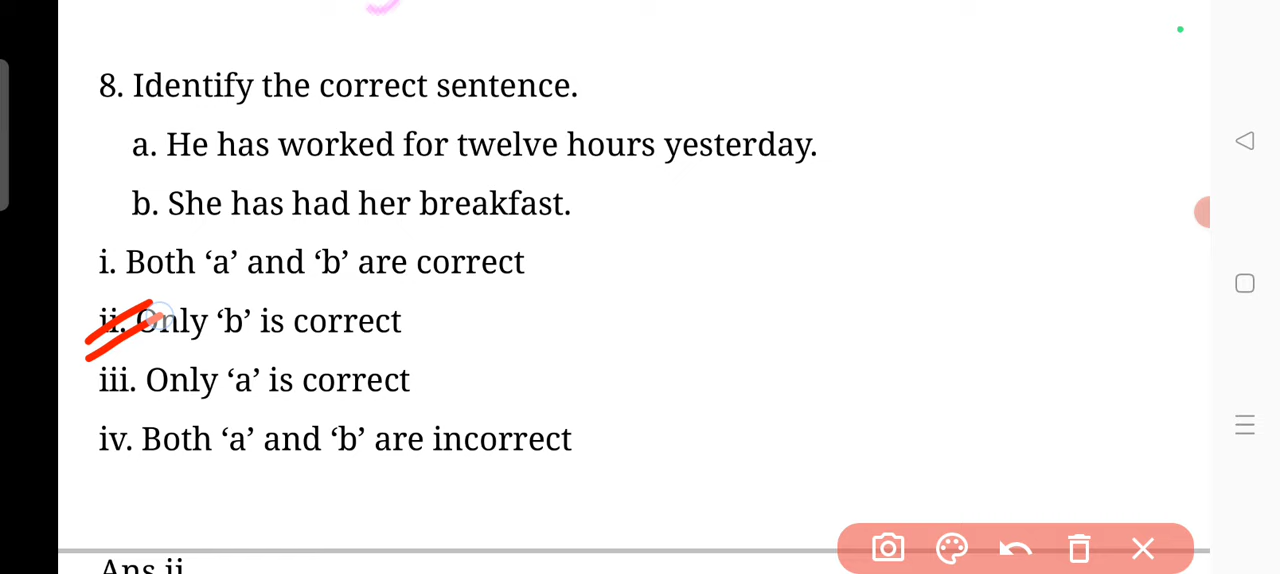 8. Identify the correct sentence.
a. He has worked for twelve hours yesterday.
b. She has had her breakfast.
i. Both ‘a’ and ‘b’ are correct
ii. Only ‘b’ is correct
iii. Only ‘a’ is correct
iv. Both ‘a’ and ‘b’ are incorrect
Ans ii